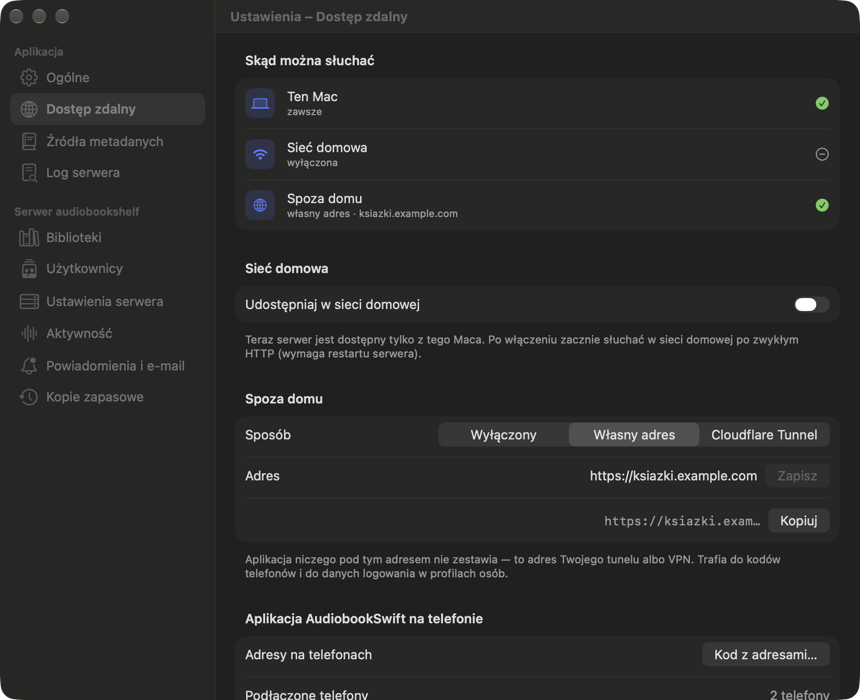 Ustawienia – Dostęp zdalny
Aplikacja
Ogólne
Dostęp zdalny
Źródła metadanych
Log serwera
Serwer audiobookshelf
Biblioteki
Użytkownicy
Ustawienia serwera
Aktywność
Powiadomienia i e-mail
Kopie zapasowe
Skąd można słuchać
Ten Mac
zawsze
Sieć domowa
wyłączona
Spoza domu
własny adres · ksiazki.example.com
Sieć domowa
Udostępniaj w sieci domowej
Teraz serwer jest dostępny tylko z tego Maca. Po włączeniu zacznie słuchać w sieci domowej po zwykłym
HTTP (wymaga restartu serwera).
Spoza domu
Sposób
Wyłączony
Własny adres
Cloudflare Tunnel
Adres
https://ksiazki.example.com
Zapisz
https://ksiazki.exam…
Kopiuj
Aplikacja niczego pod tym adresem nie zestawia — to adres Twojego tunelu albo VPN. Trafia do kodów
telefonów i do danych logowania w profilach osób.
Aplikacja AudiobookSwift na telefonie
Adresy na telefonach
Kod z adresami…
Podłączone telefony
2 telefony